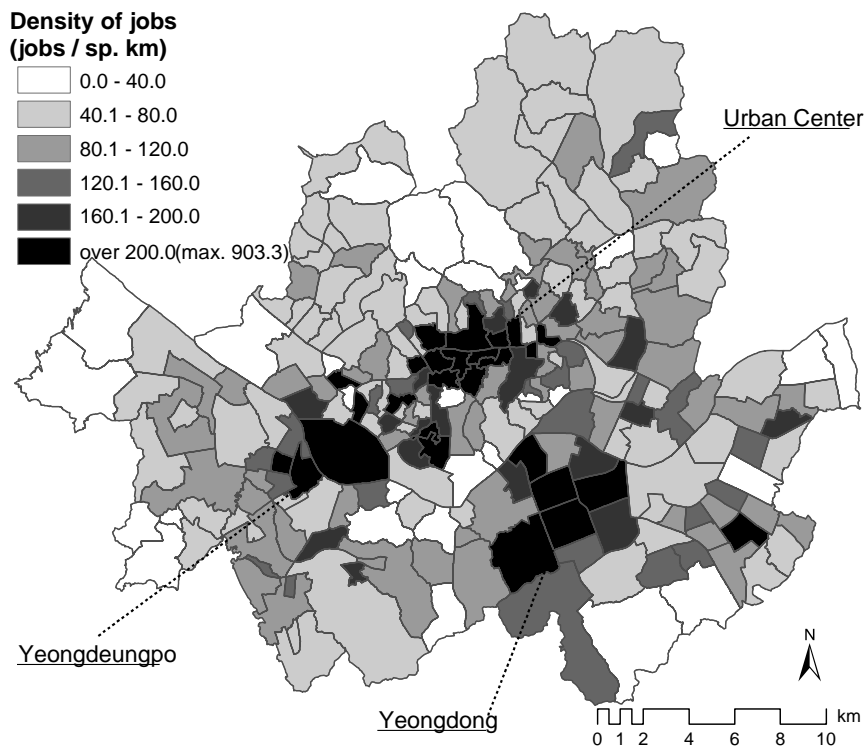 Density of jobs
(jobs / sp. km)
0.0 - 40.0
40.1 - 80.0
80.1 - 120.0
120.1 - 160.0
160.1 - 200.0
over 200.0(max. 903.3)
Urban Center
Yeongdeungpo
Yeongdong
N
km
0 1 2 4 6 8 10